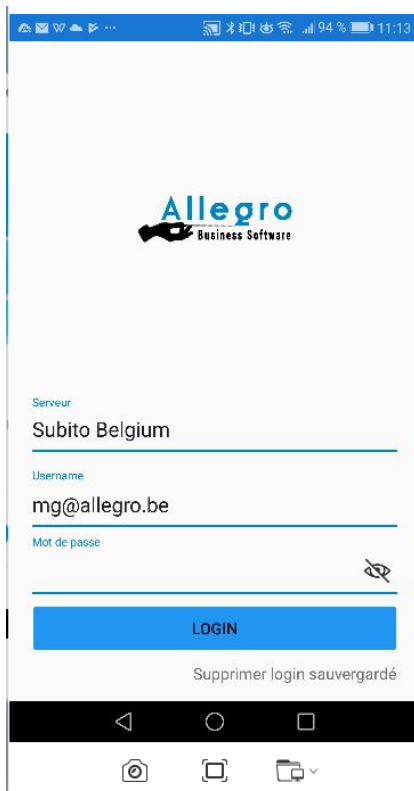 94 % 11:13
Allegro
Business Software
Serveur
Subito Belgium
Username
mg@allegro.be
Mot de passe
LOGIN
Supprimer login sauvergardé